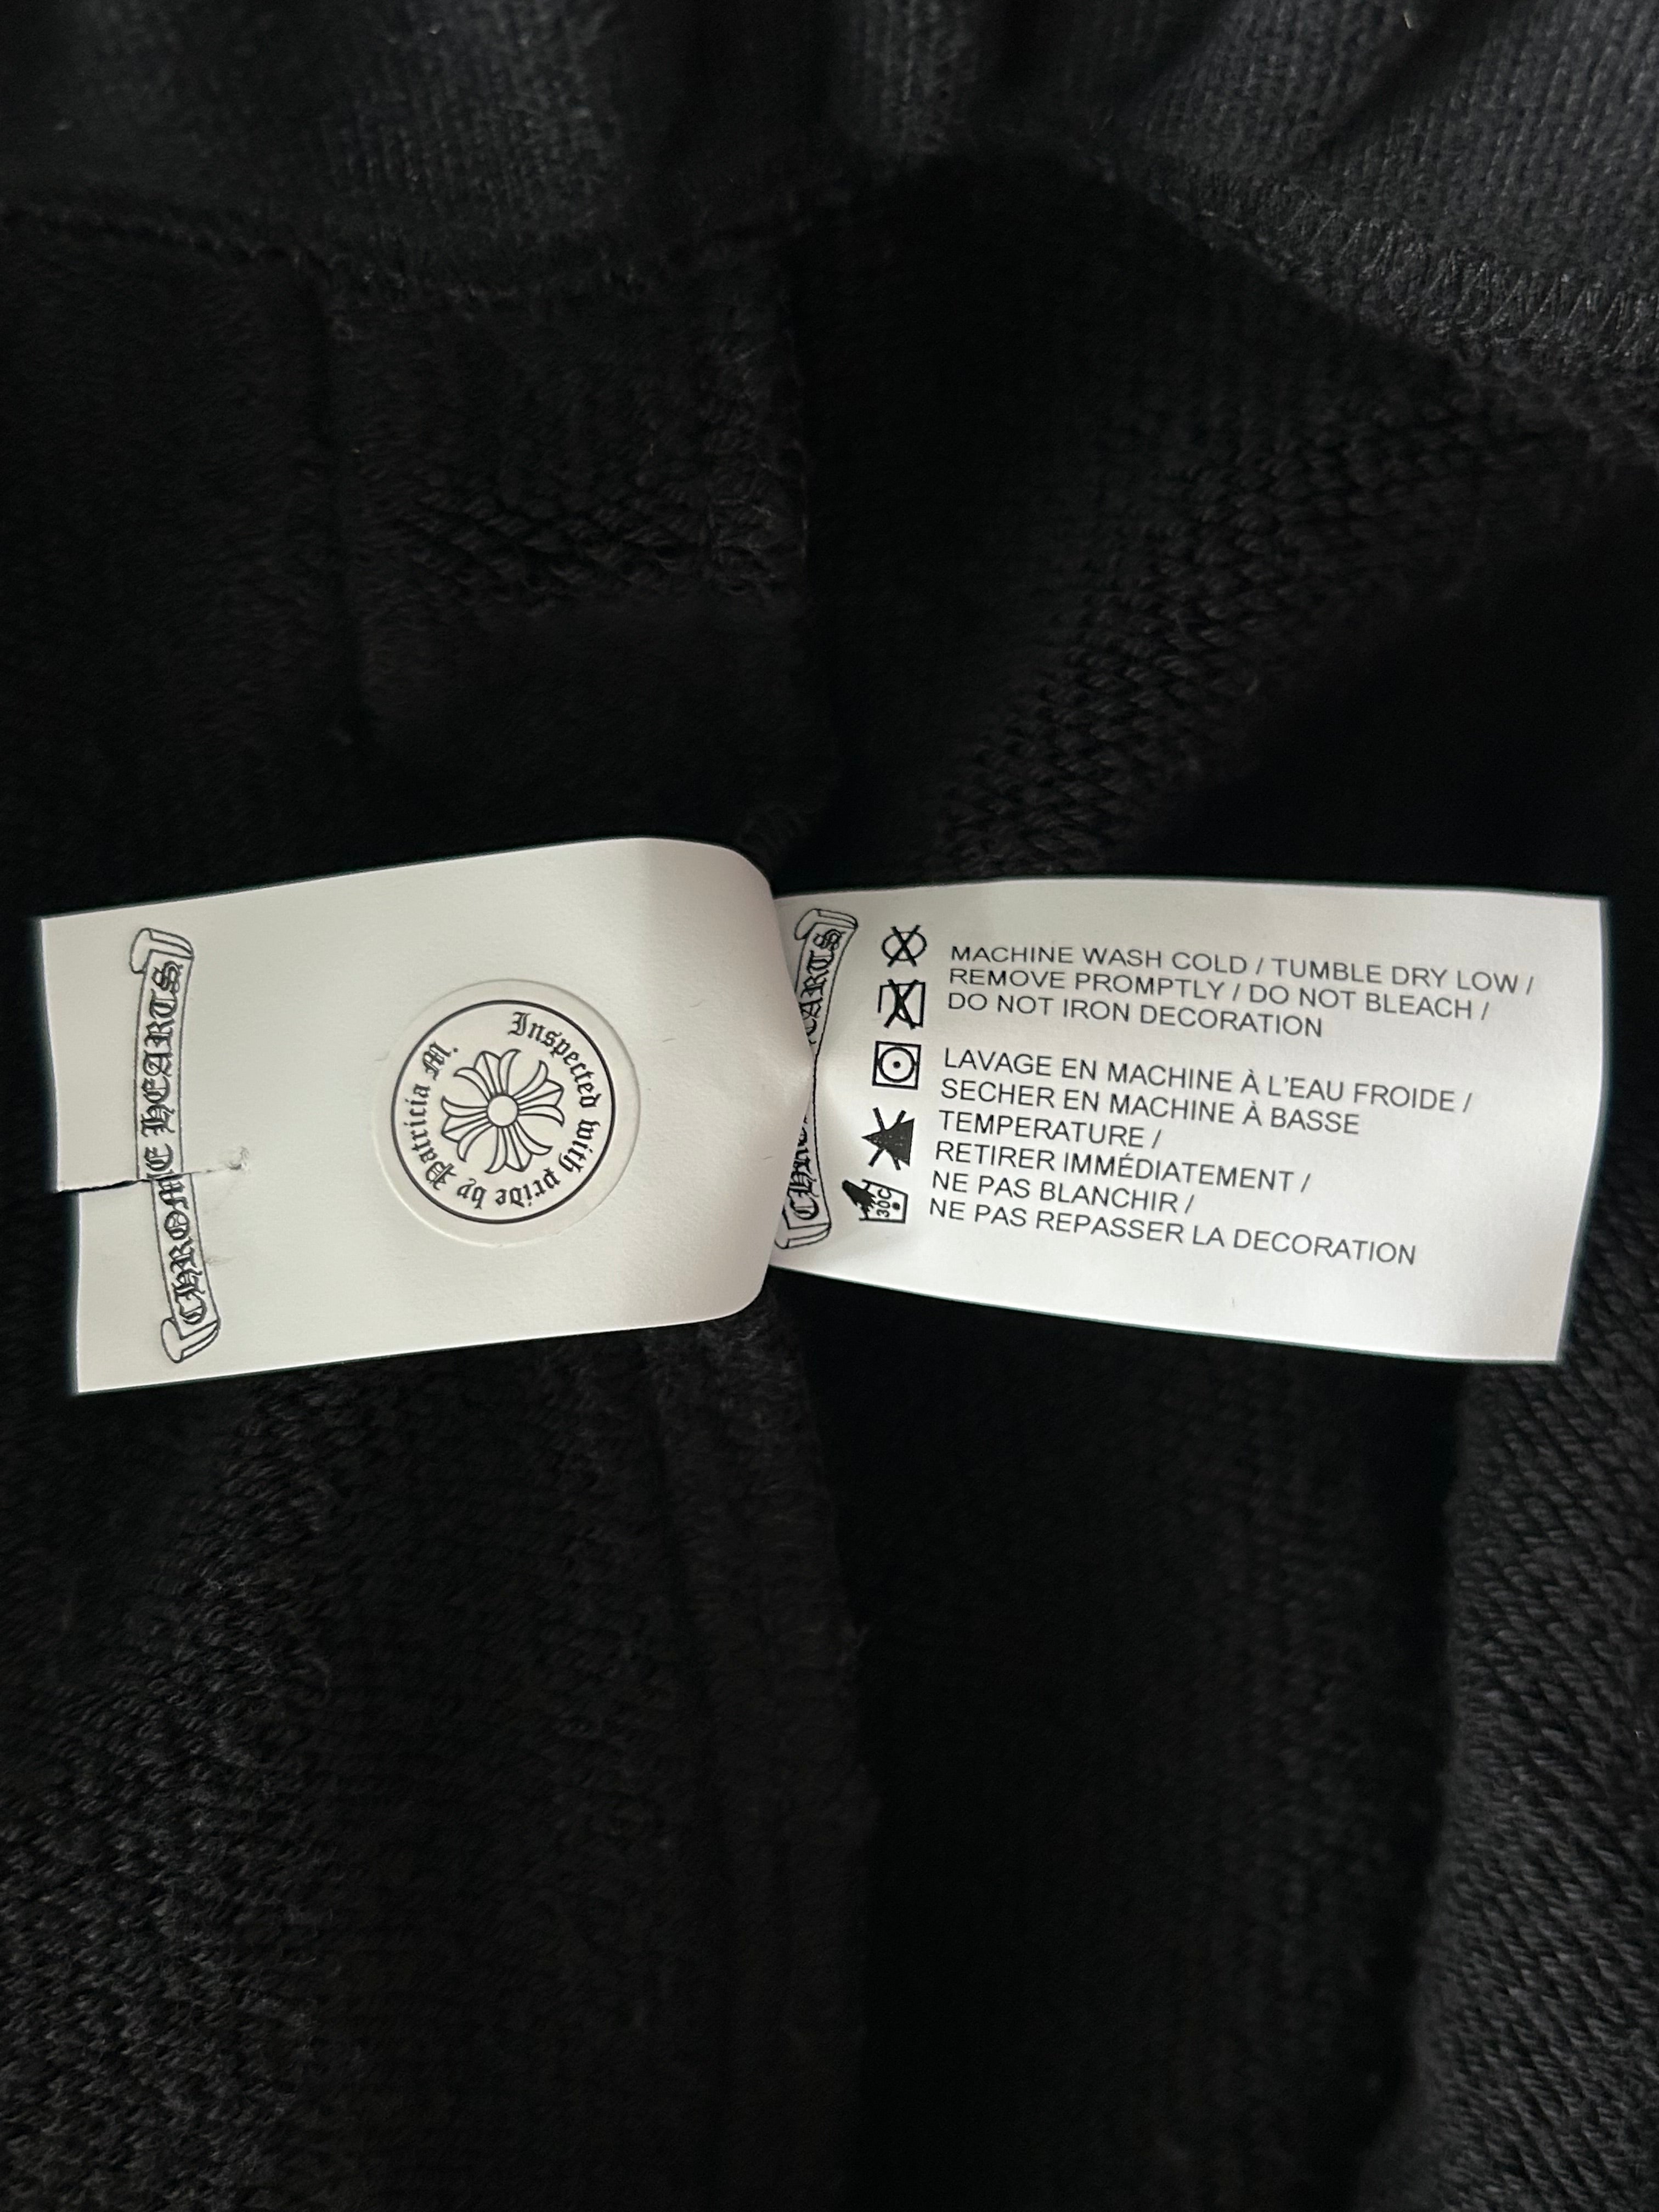 CHROME HEARTS
Inspected with pride by Patricia M.
MACHINE WASH COLD / TUMBLE DRY LOW /
REMOVE PROMPTLY / DO NOT BLEACH /
DO NOT IRON DECORATION
LAVAGE EN MACHINE À L'EAU FROIDE /
SECHER EN MACHINE À BASSE
TEMPERATURE /
RETIRER IMMÉDIATEMENT /
NE PAS BLANCHIR /
NE PAS REPASSER LA DECORATION
30C